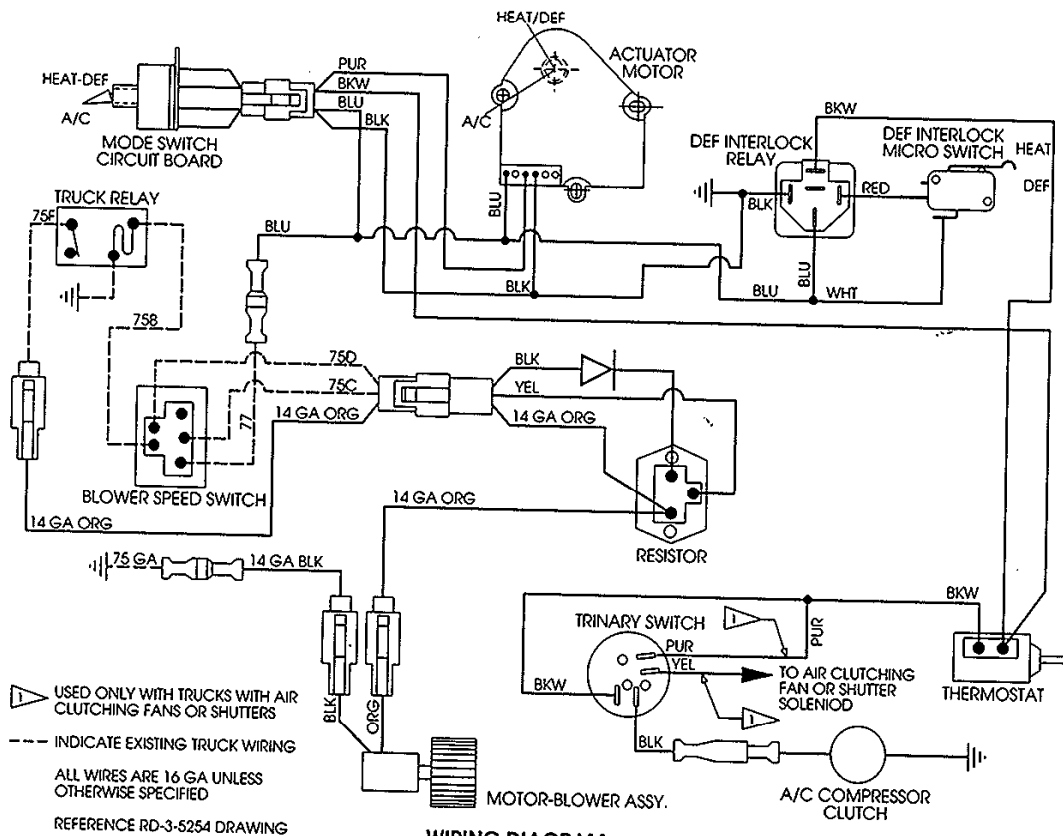 HEAT/DEF
ACTUATOR
MOTOR
A/C
HEAT-DEF
A/C
MODE SWITCH
CIRCUIT BOARD
PUR
BKW
BLU
BLK
BKW
DEF INTERLOCK
RELAY
DEF INTERLOCK
MICRO SWITCH
HEAT
DEF
RED
BLK
BLU
BLU
WHT
BLU
BLK
TRUCK RELAY
75F
BLU
75B
75D
75C
14 GA ORG
77
BLOWER SPEED SWITCH
14 GA ORG
BLK
YEL
14 GA ORG
14 GA ORG
RESISTOR
75 GA
14 GA BLK
BLK
ORG
MOTOR-BLOWER ASSY.
TRINARY SWITCH
1
PUR
PUR
YEL
BKW
BKW
TO AIR CLUTCHING
FAN OR SHUTTER
SOLENIOD
1
BLK
THERMOSTAT
A/C COMPRESSOR
CLUTCH
1 USED ONLY WITH TRUCKS WITH AIR
CLUTCHING FANS OR SHUTTERS
--- INDICATE EXISTING TRUCK WIRING
ALL WIRES ARE 16 GA UNLESS
OTHERWISE SPECIFIED
REFERENCE RD-3-5254 DRAWING
WIRING DIAGRAM